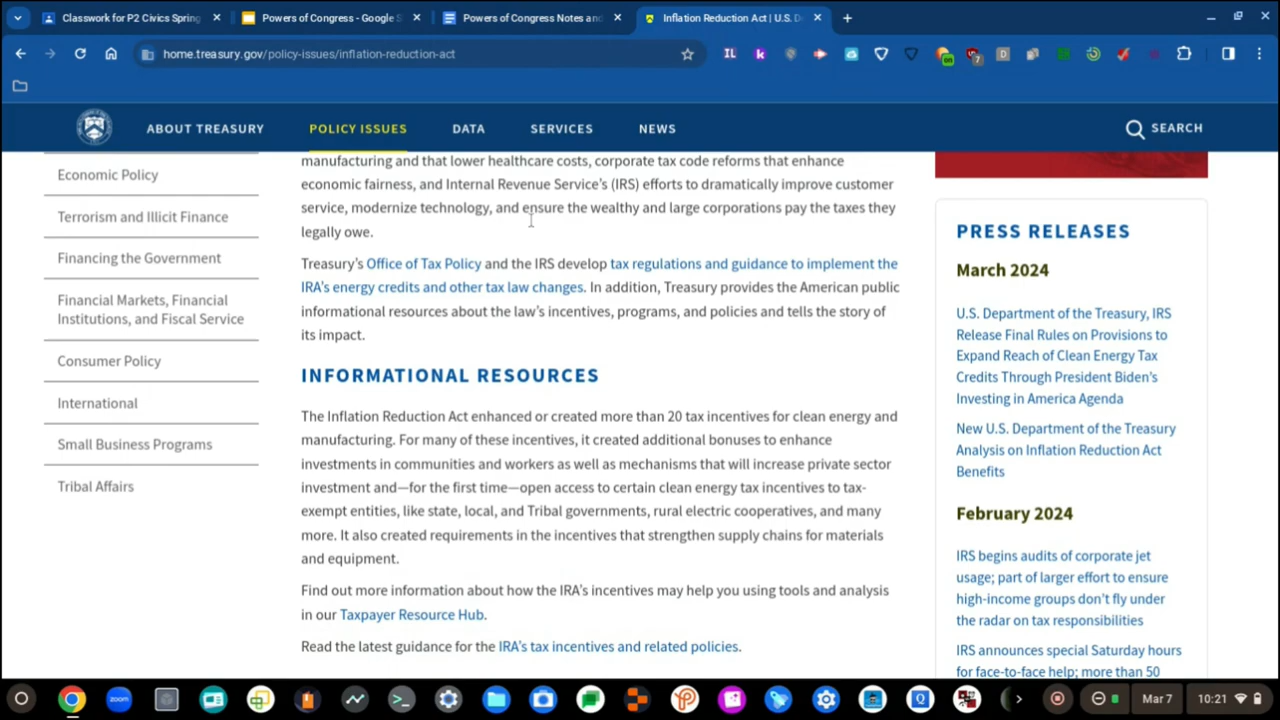 Classwork for P2 Civics Spring
Powers of Congress - Google S
Powers of Congress Notes and
Inflation Reduction Act | U.S. D
home.treasury.gov/policy-issues/inflation-reduction-act
IL
k
on
7
D
ABOUT TREASURY
POLICY ISSUES
DATA
SERVICES
NEWS
SEARCH
Economic Policy
Terrorism and Illicit Finance
Financing the Government
Financial Markets, Financial
Institutions, and Fiscal Service
Consumer Policy
International
Small Business Programs
Tribal Affairs
manufacturing and that lower healthcare costs, corporate tax code reforms that enhance
economic fairness, and Internal Revenue Service's (IRS) efforts to dramatically improve customer
service, modernize technology, and ensure the wealthy and large corporations pay the taxes they
legally owe.
Treasury's Office of Tax Policy and the IRS develop tax regulations and guidance to implement the
IRA's energy credits and other tax law changes. In addition, Treasury provides the American public
informational resources about the law's incentives, programs, and policies and tells the story of
its impact.
INFORMATIONAL RESOURCES
The Inflation Reduction Act enhanced or created more than 20 tax incentives for clean energy and
manufacturing. For many of these incentives, it created additional bonuses to enhance
investments in communities and workers as well as mechanisms that will increase private sector
investment and—for the first time—open access to certain clean energy tax incentives to tax-
exempt entities, like state, local, and Tribal governments, rural electric cooperatives, and many
more. It also created requirements in the incentives that strengthen supply chains for materials
and equipment.
Find out more information about how the IRA's incentives may help you using tools and analysis
in our Taxpayer Resource Hub.
Read the latest guidance for the IRA's tax incentives and related policies.
PRESS RELEASES
March 2024
U.S. Department of the Treasury, IRS
Release Final Rules on Provisions to
Expand Reach of Clean Energy Tax
Credits Through President Biden's
Investing in America Agenda
New U.S. Department of the Treasury
Analysis on Inflation Reduction Act
Benefits
February 2024
IRS begins audits of corporate jet
usage; part of larger effort to ensure
high-income groups don't fly under
the radar on tax responsibilities
IRS announces special Saturday hours
for face-to-face help; more than 50
zoom
Mar 7
10:21